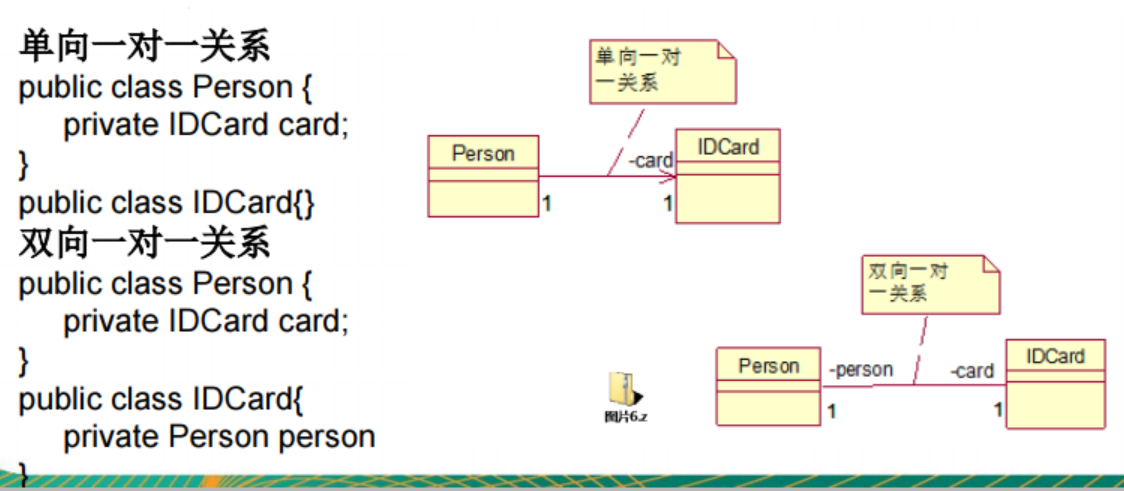 单向一对一关系
public class Person {
private IDCard card;
}
public class IDCard{}
双向一对一关系
public class Person {
private IDCard card;
}
public class IDCard{
private Person person
}
单向一对
一关系
Person
-card
IDCard
1
1
双向一对
一关系
Person
-person
-card
IDCard
1
1
图片6.z